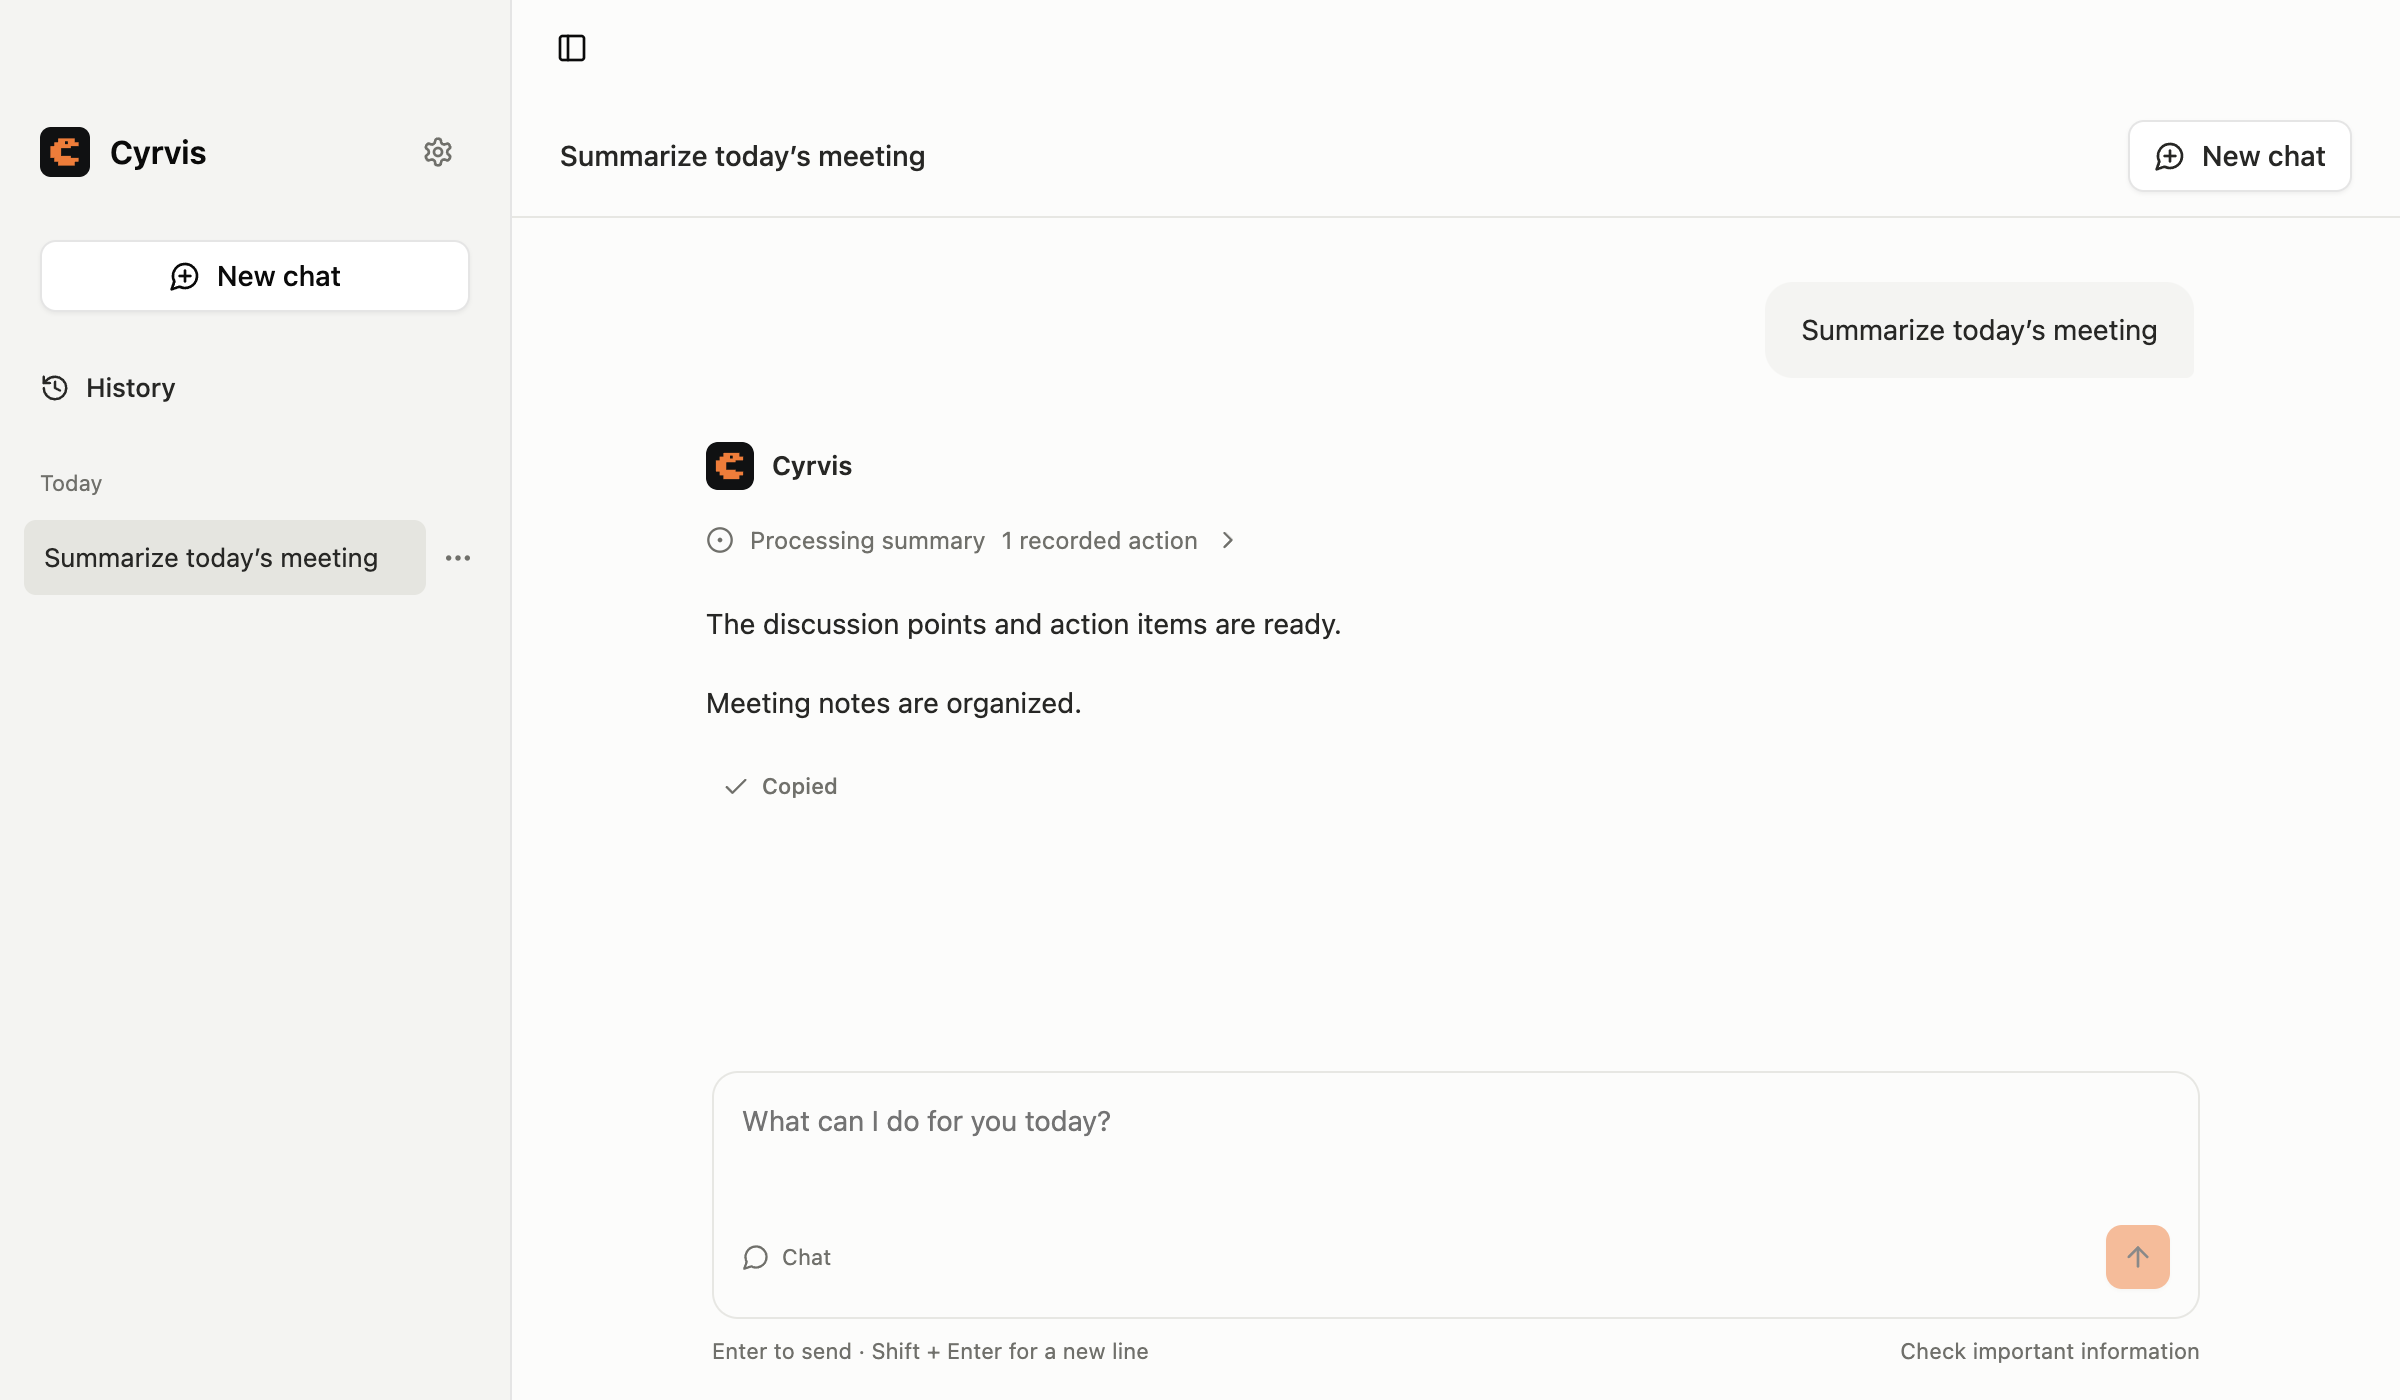 Cyrvis
New chat
History
Today
Summarize today’s meeting
Summarize today’s meeting
New chat
Summarize today’s meeting
Cyrvis
Processing summary 1 recorded action
The discussion points and action items are ready.
Meeting notes are organized.
Copied
What can I do for you today?
Chat
Enter to send · Shift + Enter for a new line
Check important information